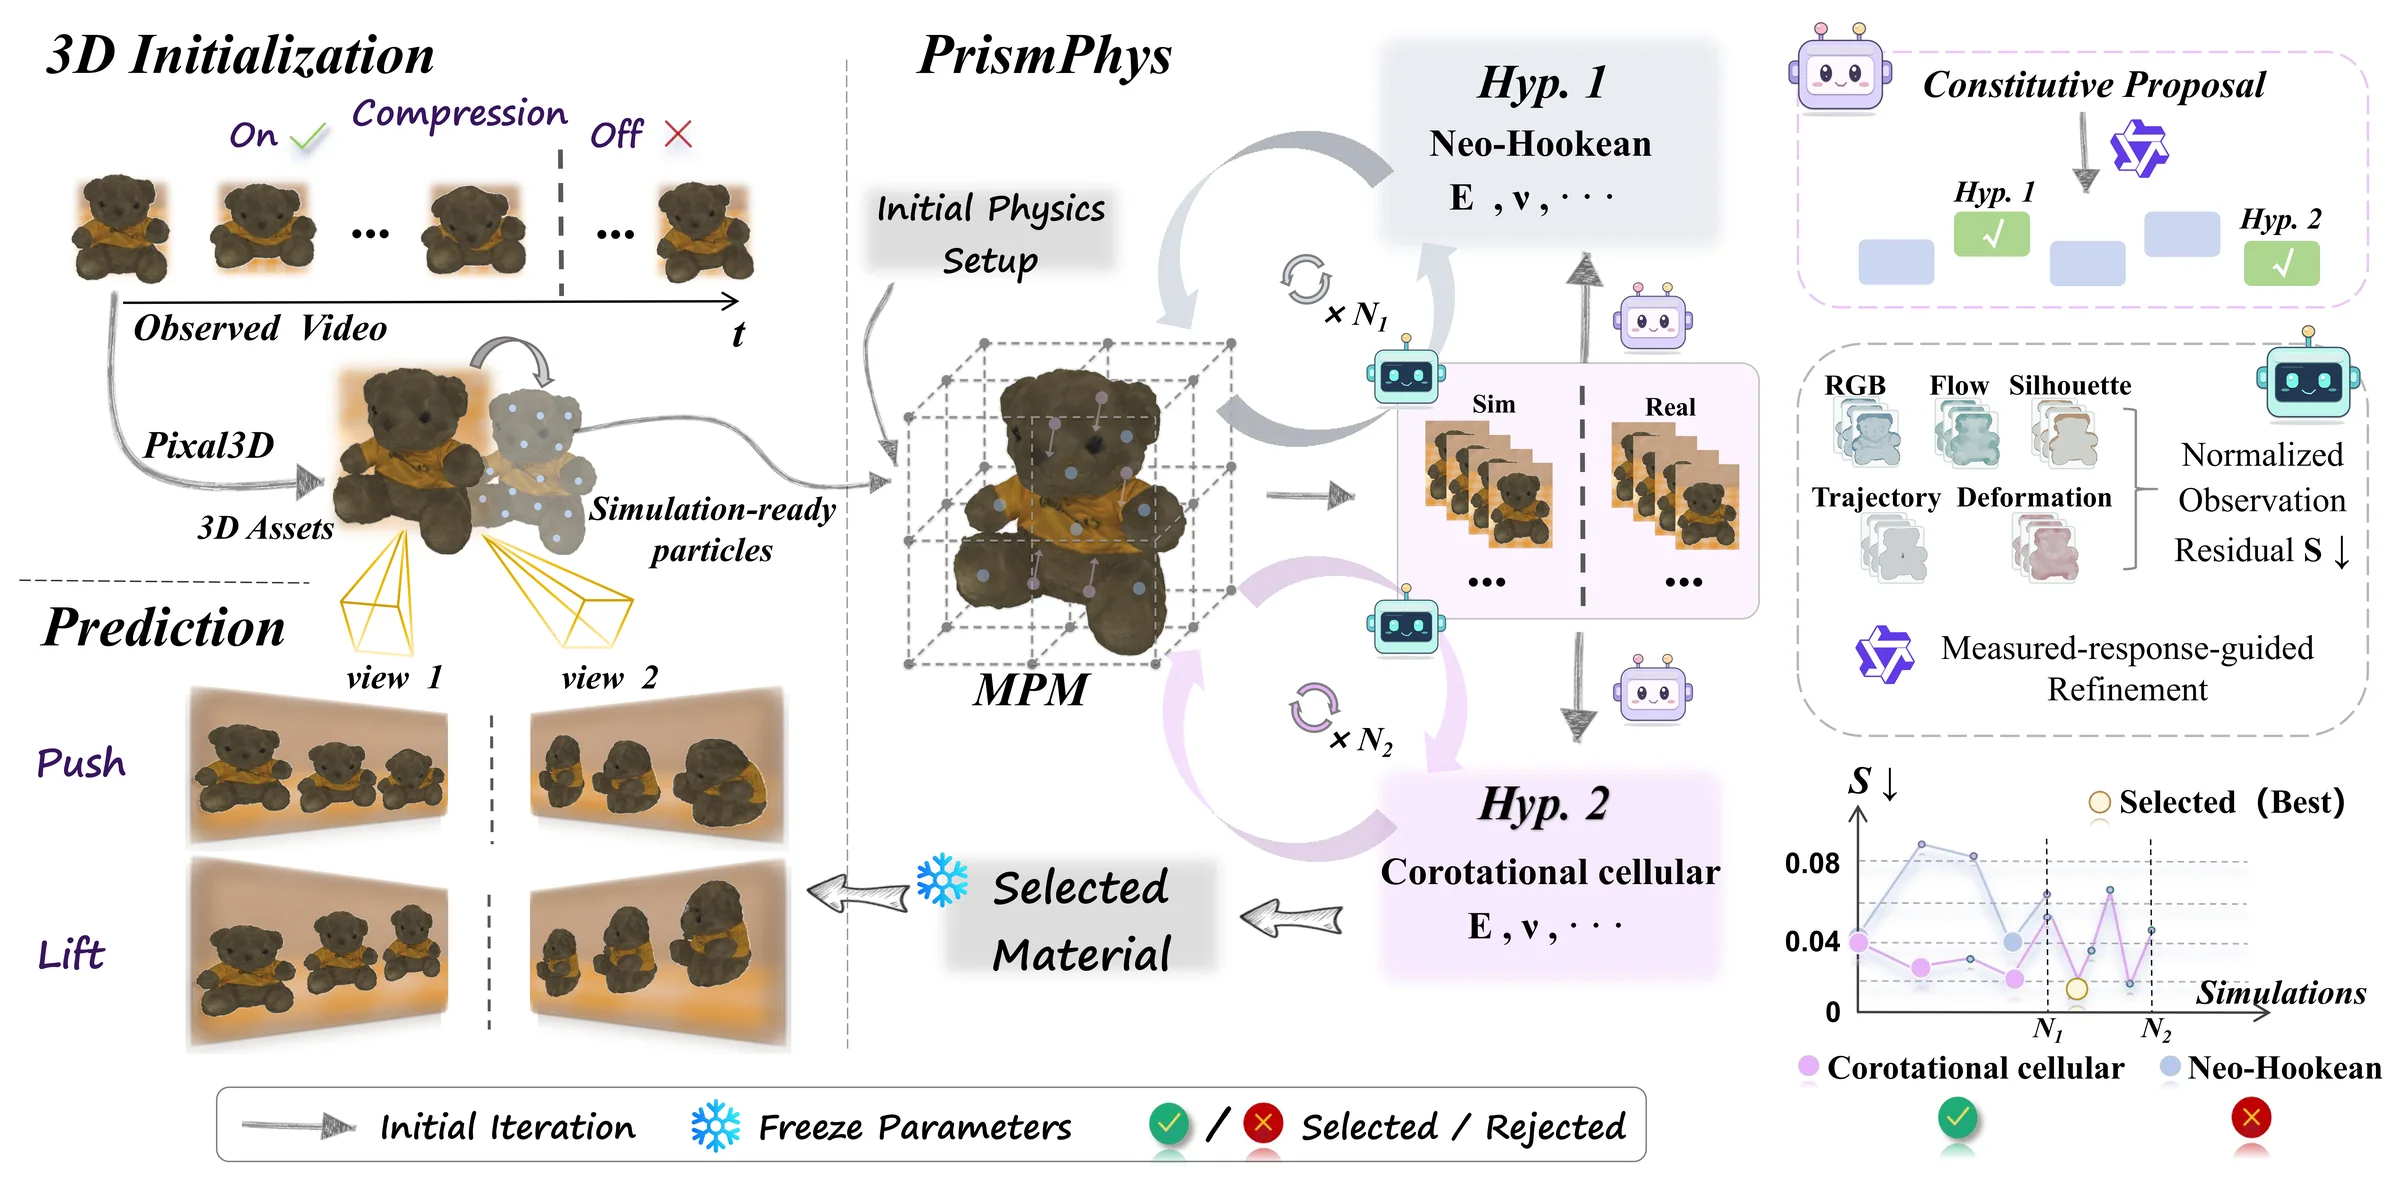 3D Initialization
Compression
On
Off
Observed Video
t
Pixal3D
3D Assets
Simulation-ready
particles
view 1
view 2
Prediction
Push
Lift
PrismPhys
Initial Physics
Setup
MPM
Hyp. 1
Neo-Hookean
E , ν , · · ·
× N1
Sim
Real
...
...
× N2
Hyp. 2
Corotational cellular
E , ν , · · ·
Selected
Material
Constitutive Proposal
Hyp. 1
Hyp. 2
RGB
Flow
Silhouette
Trajectory
Deformation
Normalized
Observation
Residual S ↓
Measured-response-guided
Refinement
S ↓
Selected (Best)
0.08
0.04
0
Simulations
N1
N2
Corotational cellular
Neo-Hookean
Initial Iteration
Freeze Parameters
/
Selected / Rejected